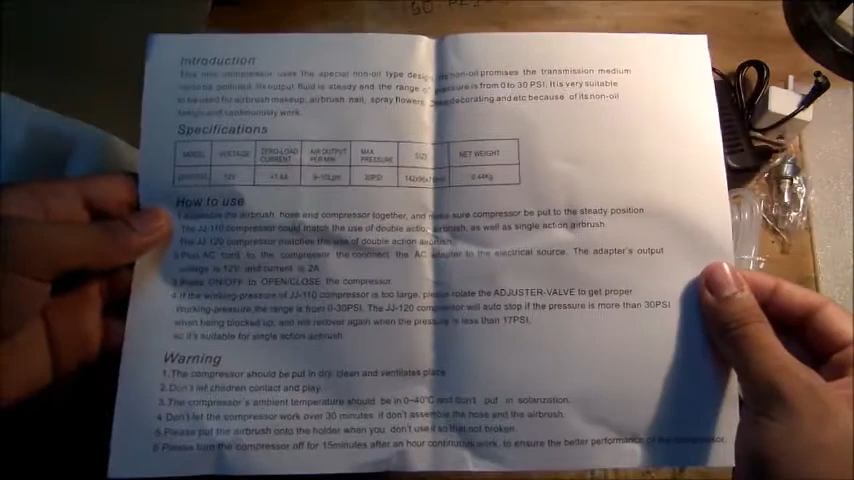 Introduction
This mini compressor uses the special non-oil type design, its non-oil promises the transmission medium
cannot be polluted. Its output fluid is steady and the range of pressure is from 0 to 30 PSI. It is very suitable
to be used for airbrush makeup, airbrush nail, spray flowers, decorating and etc because of its non-oil
design and continuously work.
Specifications
MODEL VOLTAGE ZERO-LOAD CURRENT AIR OUTPUT PER MIN MAX PRESSURE SIZE NET WEIGHT
12V <1.4A 9-10Lpm 30PSI 0.44Kg
How to use
1.Assemble the airbrush, hose and compressor together, and make sure compressor be put to the steady position
The JJ-110 compressor could match the use of double action airbrush, as well as single action airbrush.
The JJ-120 compressor matches the use of double action airbrush.
2.Plug AC cord to the compressor the connect the AC adapter to the electrical source. The adapter's output
voltage is 12V and current is 2A
3.Press ON/OFF to OPEN/CLOSE the compressor.
4.If the working-pressure of JJ-110 compressor is too large, please rotate the ADJUSTER-VALVE to get proper
Working-pressure, the range is from 0-30PSI. The JJ-120 compressor will auto stop if the pressure is more than 30PSI
when being blocked up, and will recover again when the pressure is less than 17PSI,
so it's suitable for single action airbrush.
Warning
1.The compressor should be put in dry, clean and ventilates place.
2.Don't let children contact and play.
3.The compressor's ambient temperature should be in 0~40℃ and don't put in solarization.
4.Don't let the compressor work over 30 minutes if don't assemble the hose and the airbrush.
5.Please put the airbrush onto the holder when you don't use it so that not broken.
6.Please turn the compressor off for 15minutes after an hour continuous work, to ensure the better performance of the compressor.